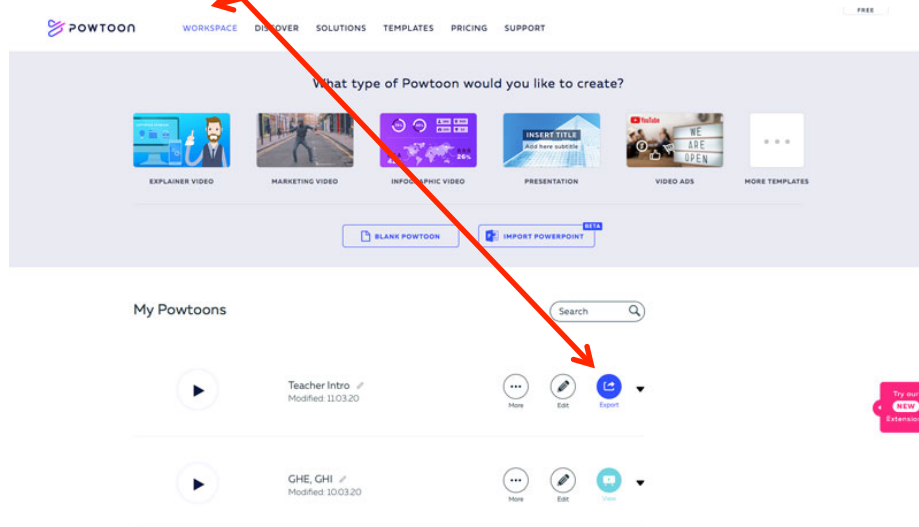 FREE
POWTOON WORKSPACE DISCOVER SOLUTIONS TEMPLATES PRICING SUPPORT
What type of Powtoon would you like to create?
INSERT TITLE
Add here subtitle
YouTube
WE
ARE
OPEN
26%
EXPLAINER VIDEO MARKETING VIDEO INFOGRAPHIC VIDEO PRESENTATION VIDEO ADS MORE TEMPLATES
BLANK POWTOON IMPORT POWERPOINT BETA
My Powtoons
Search
Teacher Intro
Modified: 11.03.20
More Edit Export
Try our
NEW
Extension
GHE, GHI
Modified: 10.03.20
More Edit View